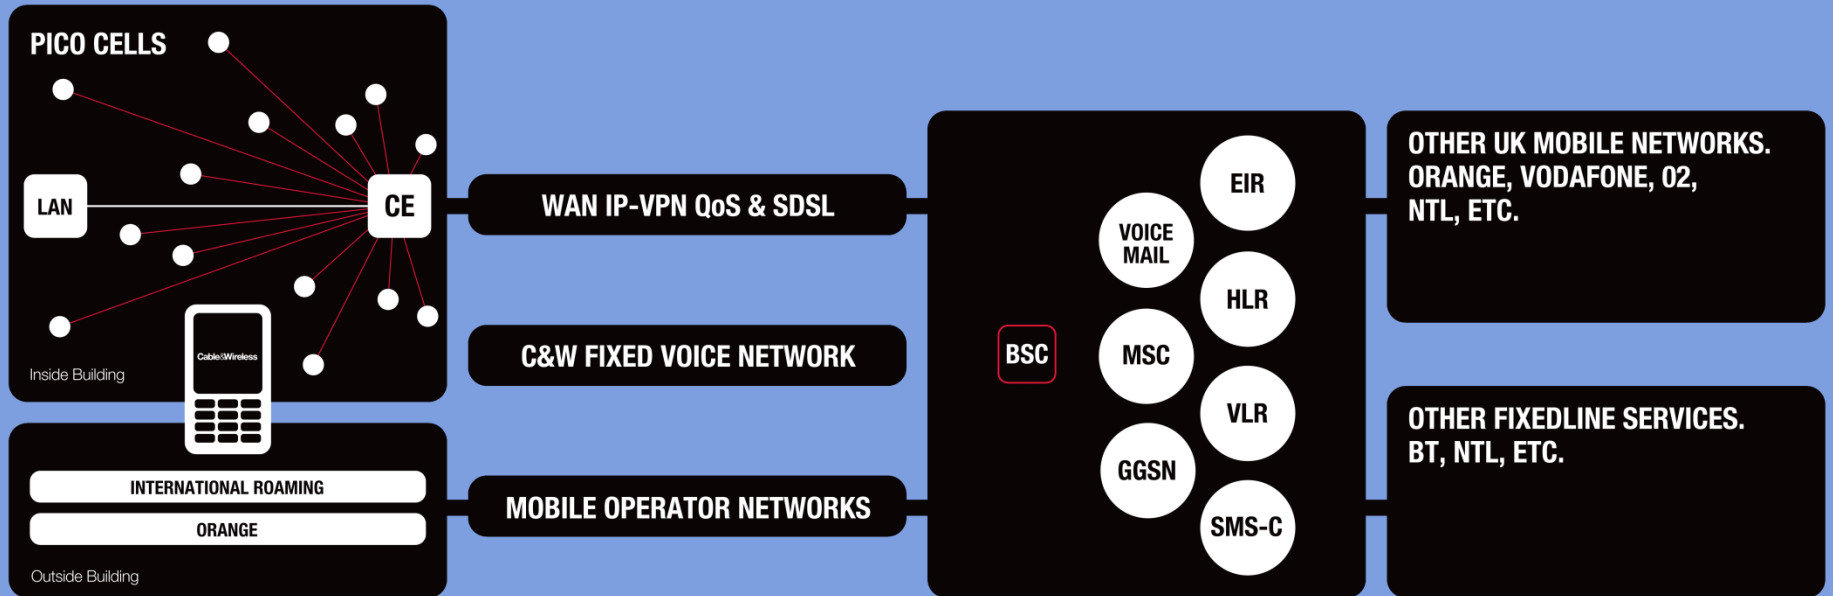 PICO CELLS
LAN
CE
Cable&Wireless
Inside Building
INTERNATIONAL ROAMING
ORANGE
Outside Building
WAN IP-VPN QoS & SDSL
C&W FIXED VOICE NETWORK
MOBILE OPERATOR NETWORKS
BSC
EIR
VOICE
MAIL
HLR
MSC
VLR
GGSN
SMS-C
OTHER UK MOBILE NETWORKS.
ORANGE, VODAFONE, 02,
NTL, ETC.
OTHER FIXEDLINE SERVICES.
BT, NTL, ETC.